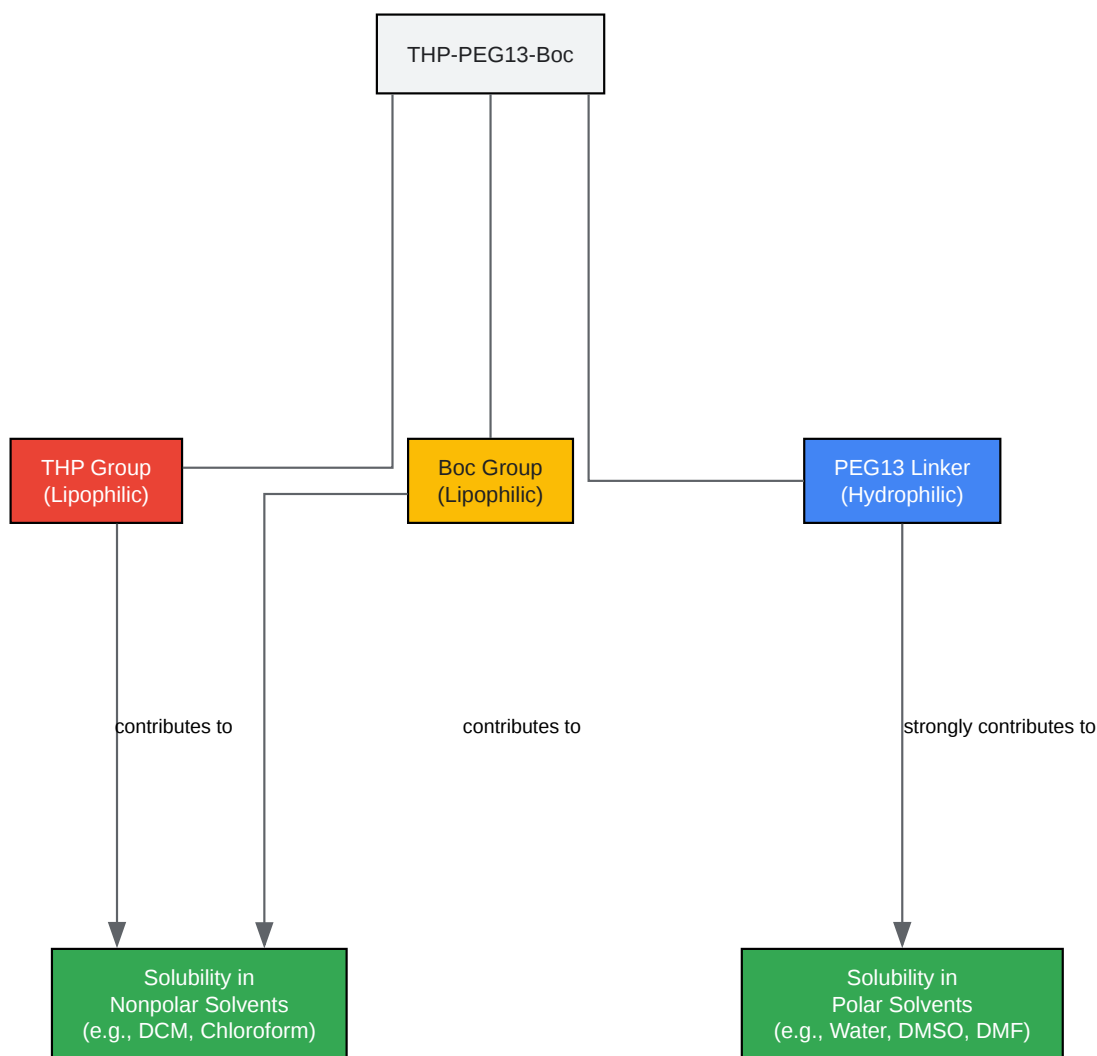 THP-PEG13-Boc
THP Group
(Lipophilic)
Boc Group
(Lipophilic)
PEG13 Linker
(Hydrophilic)
contributes to
contributes to
strongly contributes to
Solubility in
Nonpolar Solvents
(e.g., DCM, Chloroform)
Solubility in
Polar Solvents
(e.g., Water, DMSO, DMF)